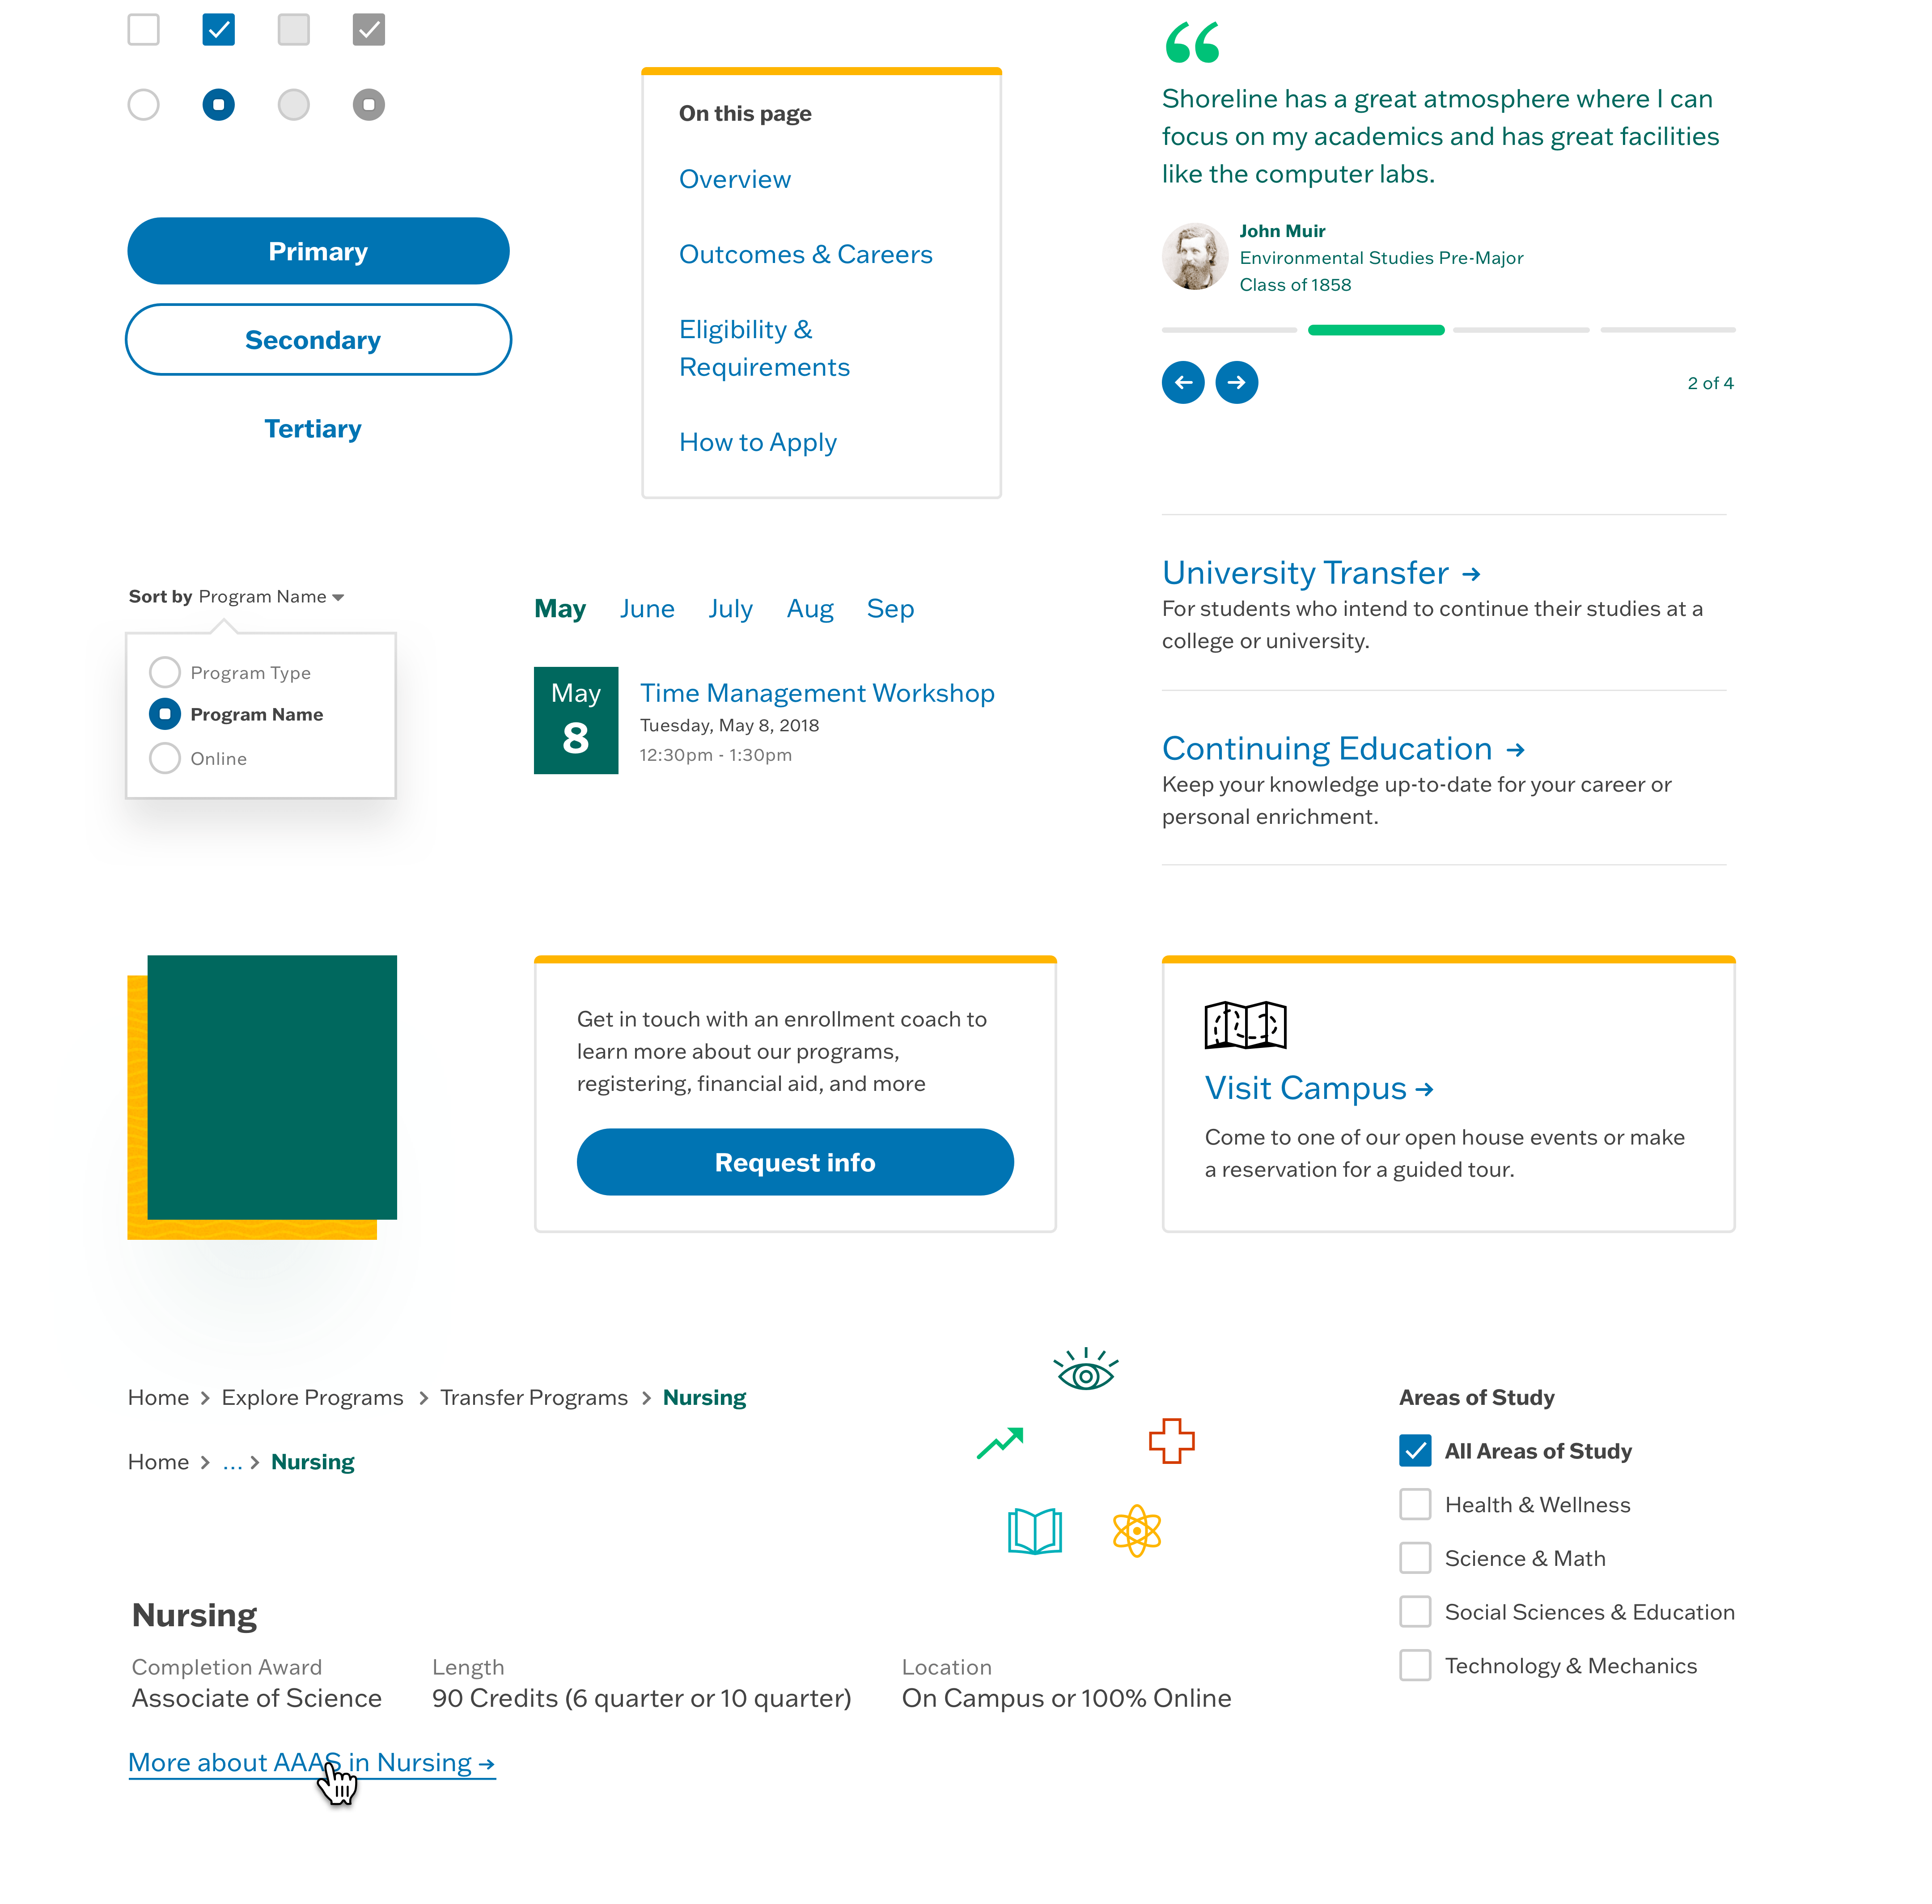 Primary
Secondary
Tertiary
On this page
Overview
Outcomes & Careers
Eligibility &
Requirements
How to Apply
“
Shoreline has a great atmosphere where I can
focus on my academics and has great facilities
like the computer labs.
John Muir
Environmental Studies Pre-Major
Class of 1858
2 of 4
Sort by Program Name
Program Type
Program Name
Online
May June July Aug Sep
May
8
Time Management Workshop
Tuesday, May 8, 2018
12:30pm - 1:30pm
University Transfer →
For students who intend to continue their studies at a
college or university.
Continuing Education →
Keep your knowledge up-to-date for your career or
personal enrichment.
Get in touch with an enrollment coach to
learn more about our programs,
registering, financial aid, and more
Request info
Visit Campus →
Come to one of our open house events or make
a reservation for a guided tour.
Home > Explore Programs > Transfer Programs > Nursing
Home > ... > Nursing
Areas of Study
All Areas of Study
Health & Wellness
Science & Math
Social Sciences & Education
Technology & Mechanics
Nursing
Completion Award
Associate of Science
Length
90 Credits (6 quarter or 10 quarter)
Location
On Campus or 100% Online
More about AAAS in Nursing →